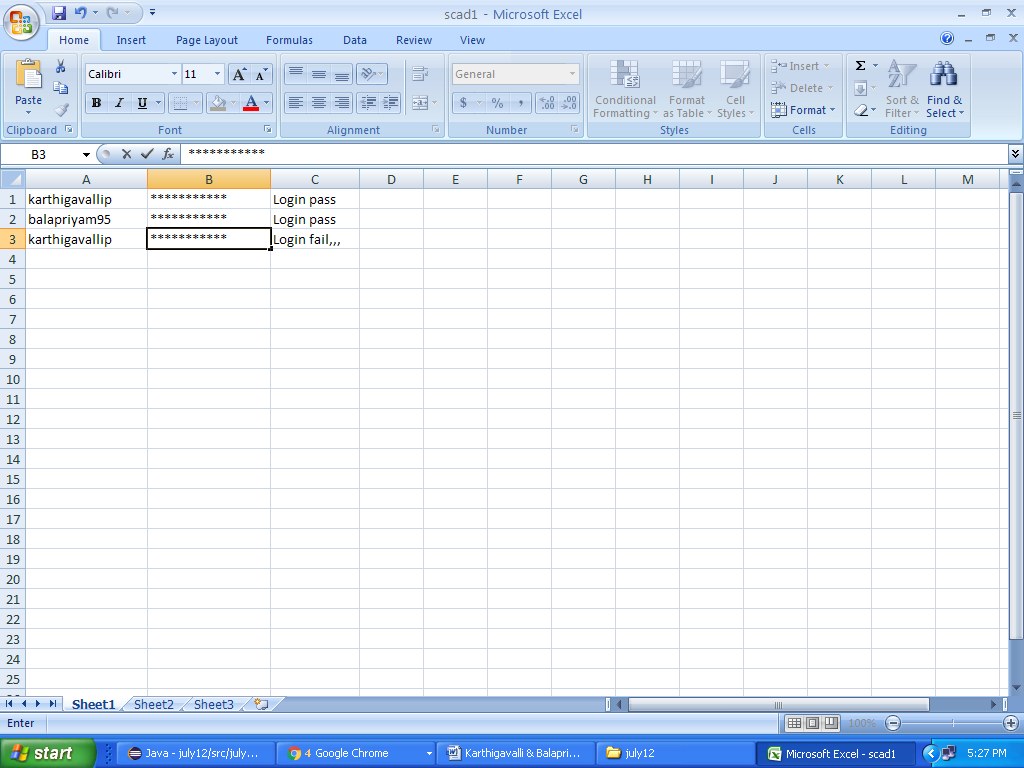 scad1 - Microsoft Excel
Home Insert Page Layout Formulas Data Review View
Paste
Calibri 11 A A
B I U A
General
$ % , .00 .00
Conditional Formatting
Format as Table
Cell Styles
Insert
Delete
Format
Σ
Sort & Filter
Find & Select
Clipboard Font Alignment Number Styles Cells Editing
B3 fx ***********
A B C D E F G H I J K L M
1 karthigavallip *********** Login pass
2 balapriyam95 *********** Login pass
3 karthigavallip *********** Login fail,,,
4
5
6
7
8
9
10
11
12
13
14
15
16
17
18
19
20
21
22
23
24
25
Sheet1 Sheet2 Sheet3
Enter 100%
start Java - july12/src/july... 4 Google Chrome Karthigavalli & Balapri... july12 Microsoft Excel - scad1 5:27 PM